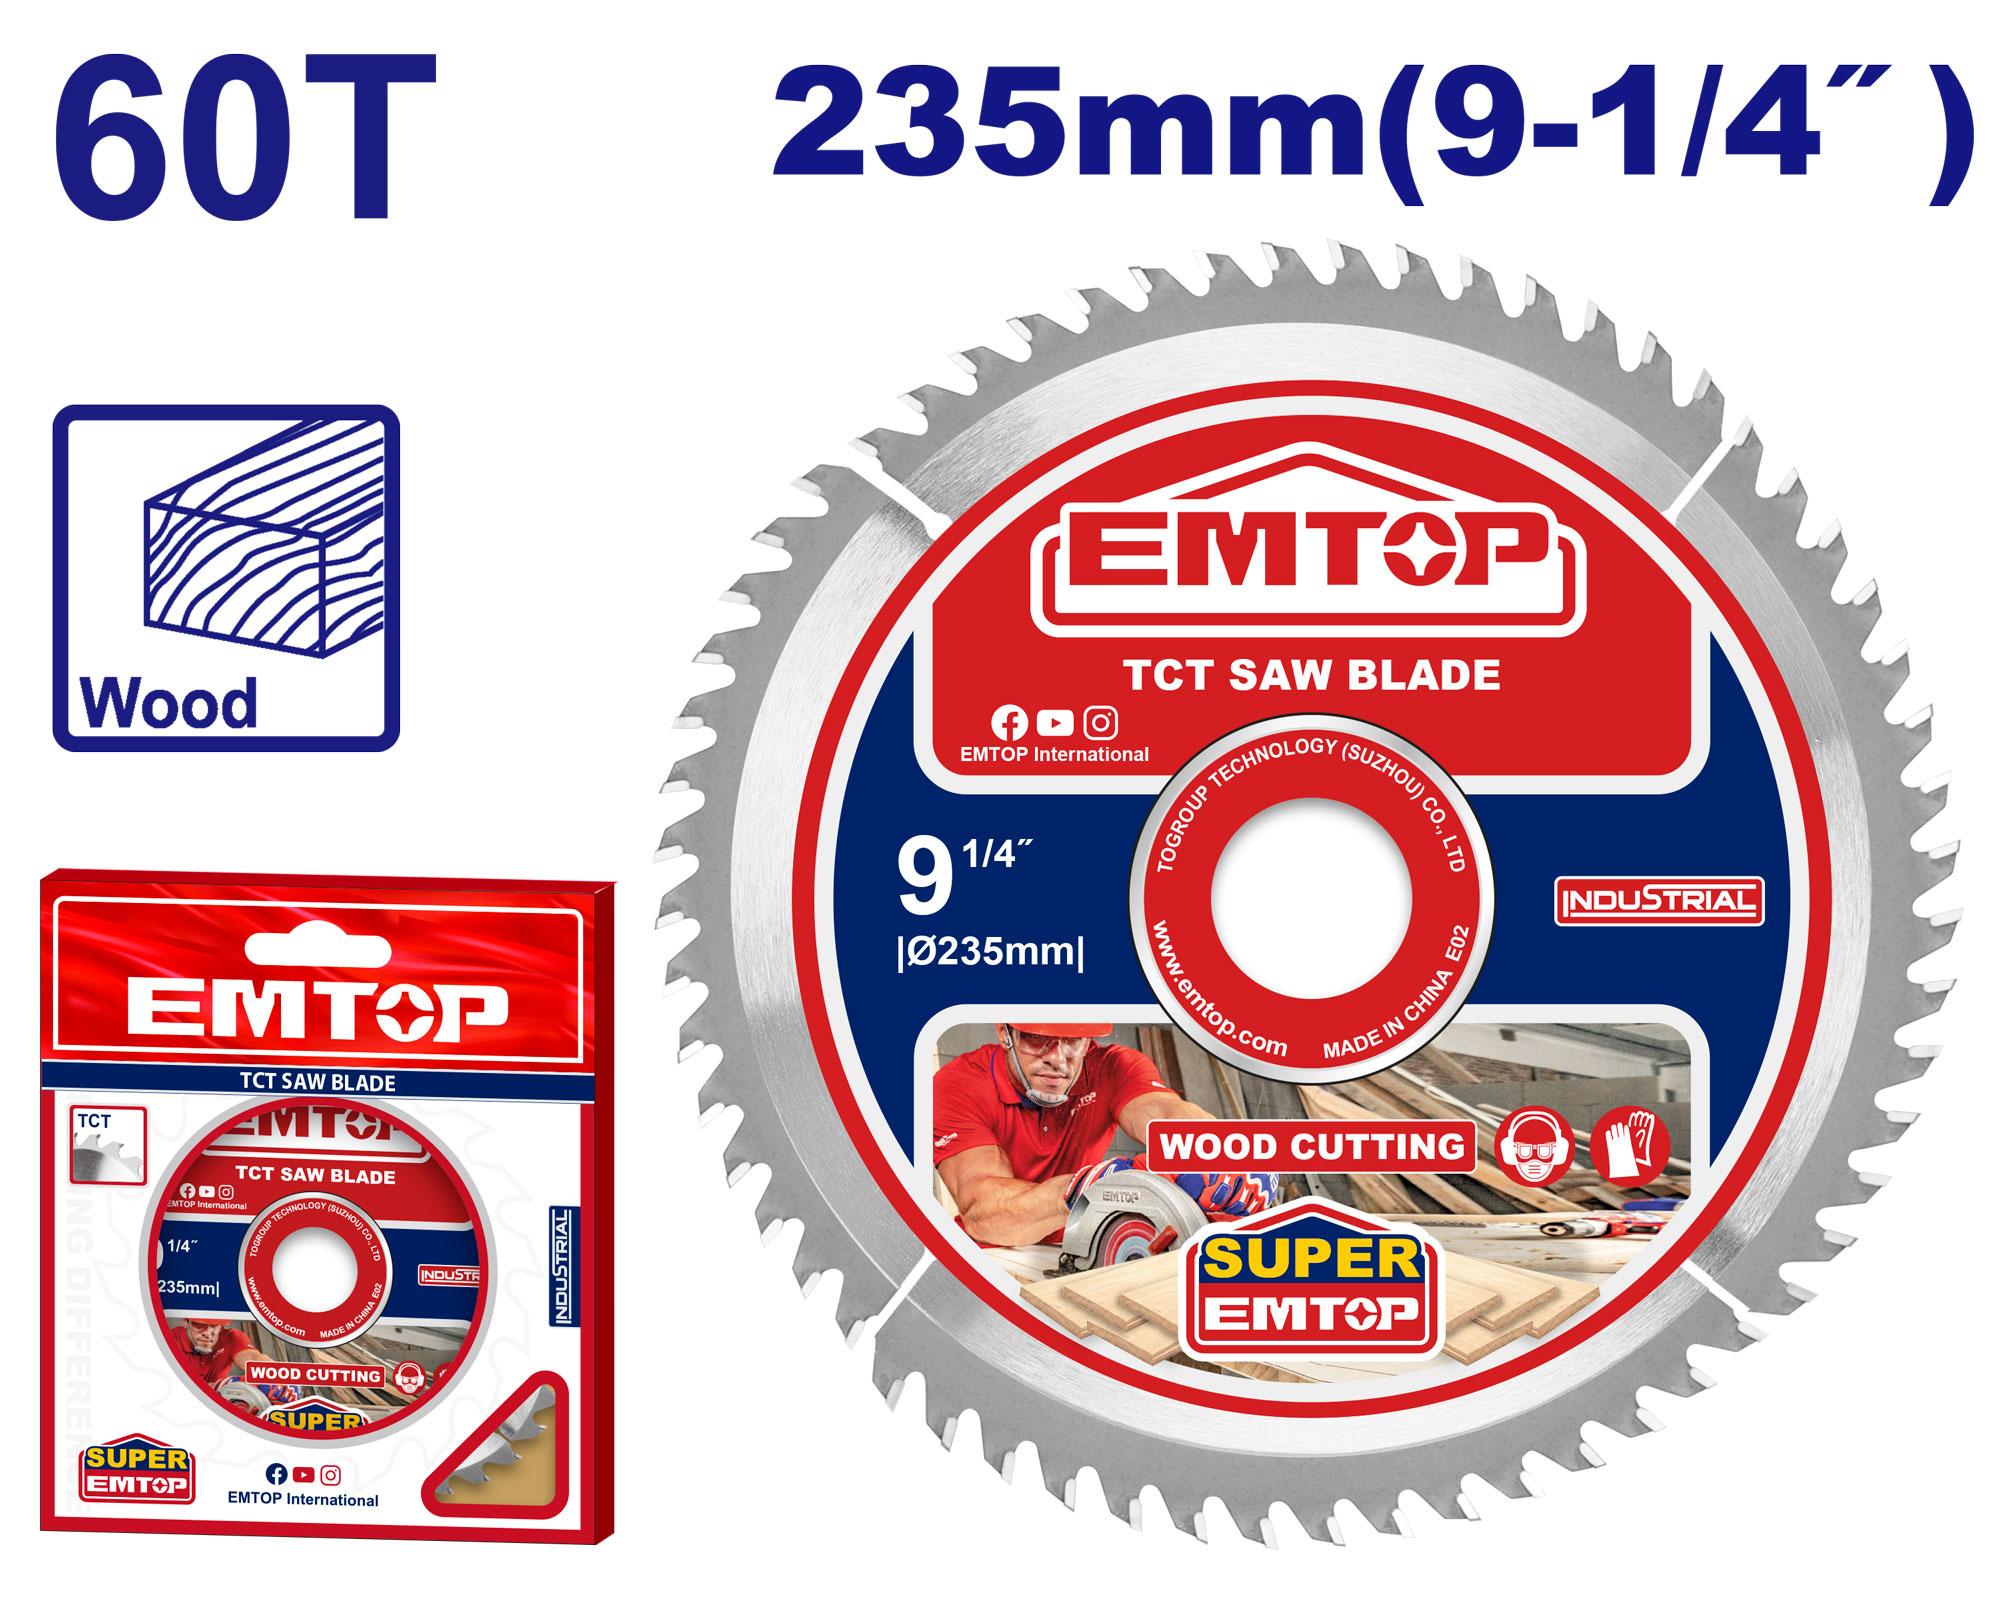 60T
235mm(9-1/4″)
Wood
EMTOP
TCT SAW BLADE
EMTOP International
TOGROUP TECHNOLOGY (SUZHOU) CO., LTD
9 1/4″
|Ø235mm|
INDUSTRIAL
www.emtop.com
MADE IN CHINA E02
EMTOP
WOOD CUTTING
SUPER
EMTOP
EMTOP
TCT SAW BLADE
TCT
EMTOP
TCT SAW BLADE
EMTOP International
TOGROUP TECHNOLOGY (SUZHOU) CO., LTD
1/4″
235mm|
INDUSTR
www.emtop.com
MADE IN CHINA E02
WOOD CUTTING
SUPER
INDUSTRIAL
SUPER
EMTOP
EMTOP International